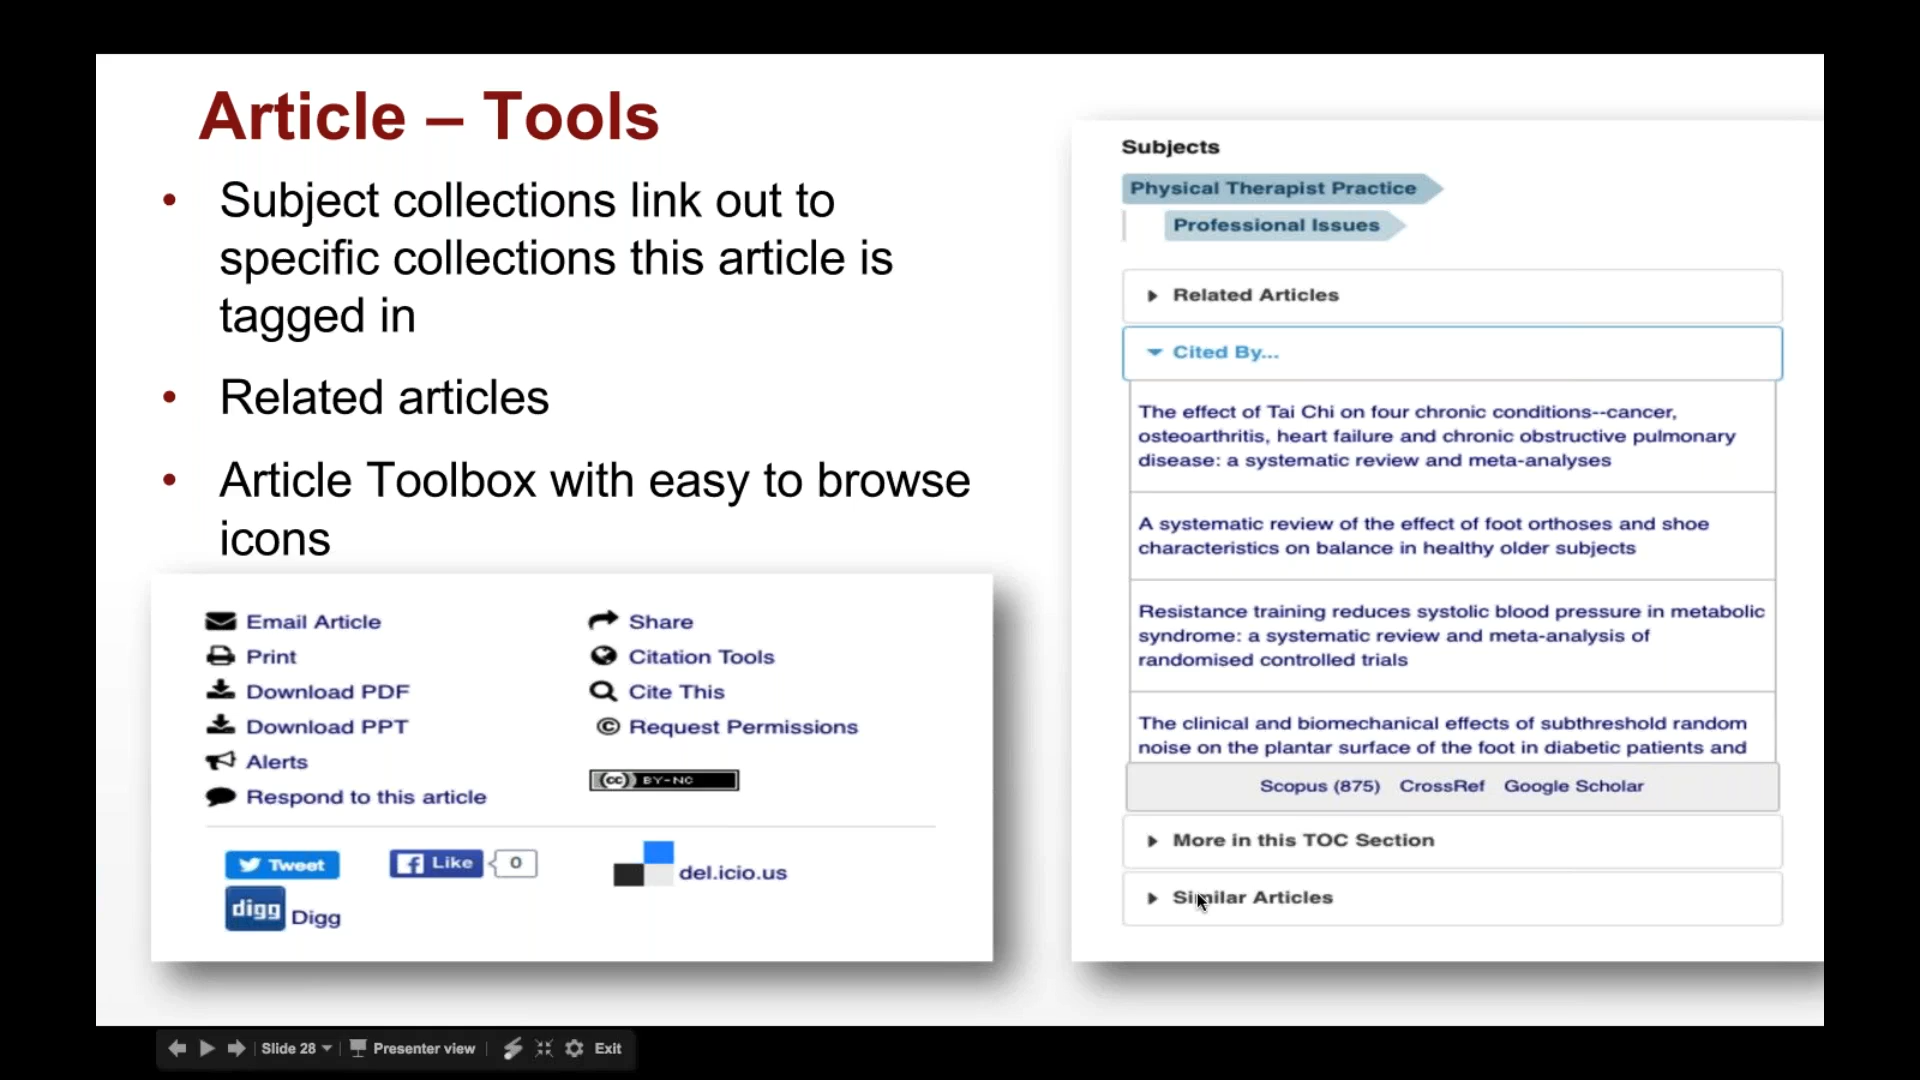 Article – Tools
• Subject collections link out to
specific collections this article is
tagged in
• Related articles
• Article Toolbox with easy to browse
icons
Email Article
Print
Download PDF
Download PPT
Alerts
Respond to this article
Share
Citation Tools
Cite This
© Request Permissions
(cc) BY-NC
Tweet
f Like 0
del.icio.us
digg Digg
Subjects
Physical Therapist Practice
Professional Issues
Related Articles
Cited By...
The effect of Tai Chi on four chronic conditions--cancer,
osteoarthritis, heart failure and chronic obstructive pulmonary
disease: a systematic review and meta-analyses
A systematic review of the effect of foot orthoses and shoe
characteristics on balance in healthy older subjects
Resistance training reduces systolic blood pressure in metabolic
syndrome: a systematic review and meta-analysis of
randomised controlled trials
The clinical and biomechanical effects of subthreshold random
noise on the plantar surface of the foot in diabetic patients and
Scopus (875) CrossRef Google Scholar
More in this TOC Section
Similar Articles
Slide 28 Presenter view Exit